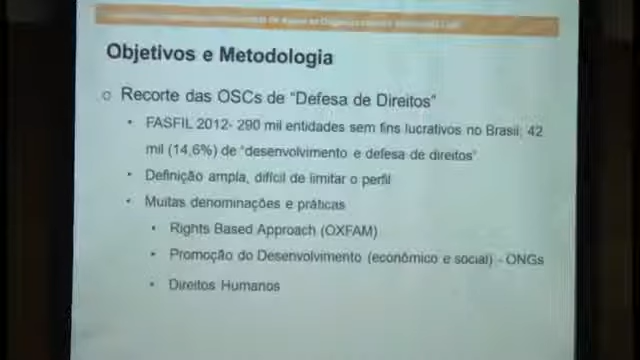 Objetivos e Metodologia
o Recorte das OSCs de "Defesa de Direitos"
• FASFIL 2012- 290 mil entidades sem fins lucrativos no Brasil; 42
mil (14,6%) de "desenvolvimento e defesa de direitos"
• Definição ampla, difícil de limitar o perfil
• Muitas denominações e práticas
• Rights Based Approach (OXFAM)
• Promoção do Desenvolvimento (econômico e social) - ONGs
• Direitos Humanos